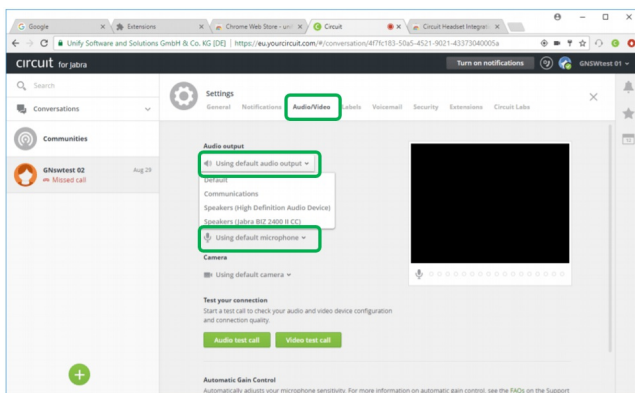 Google
Extensions
Chrome Web Store - uni
Circuit
Circuit Headset Integrati
Unify Software and Solutions GmbH & Co. KG [DE] | https://eu.yourcircuit.com/#/conversation/4f7fc183-50a5-4521-9021-43373040005a
circuit for Jabra
Turn on notifications
GNSWtest 01
Search
Conversations
Communities
GNswtest 02
Aug 29
Missed call
Settings
General Notifications Audio/Video Labels Voicemail Security Extensions Circuit Labs
Audio output
Using default audio output
Default
Communications
Speakers (High Definition Audio Device)
Speakers (Jabra BIZ 2400 II CC)
Using default microphone
Camera
Using default camera
Test your connection
Start a test call to check your audio and video device configuration
and connection quality.
Audio test call Video test call
Automatic Gain Control
Automatically adjusts your microphone sensitivity. For more information on automatic gain control, see the FAQs on the Support